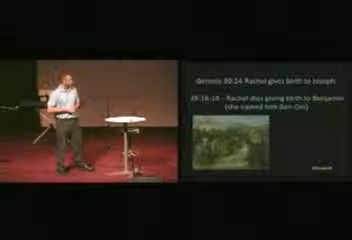 Genesis 30:24 Rachel gives birth to Joseph
35:16-18 - Rachel dies giving birth to Benjamin
(she named him Ben-Oni)